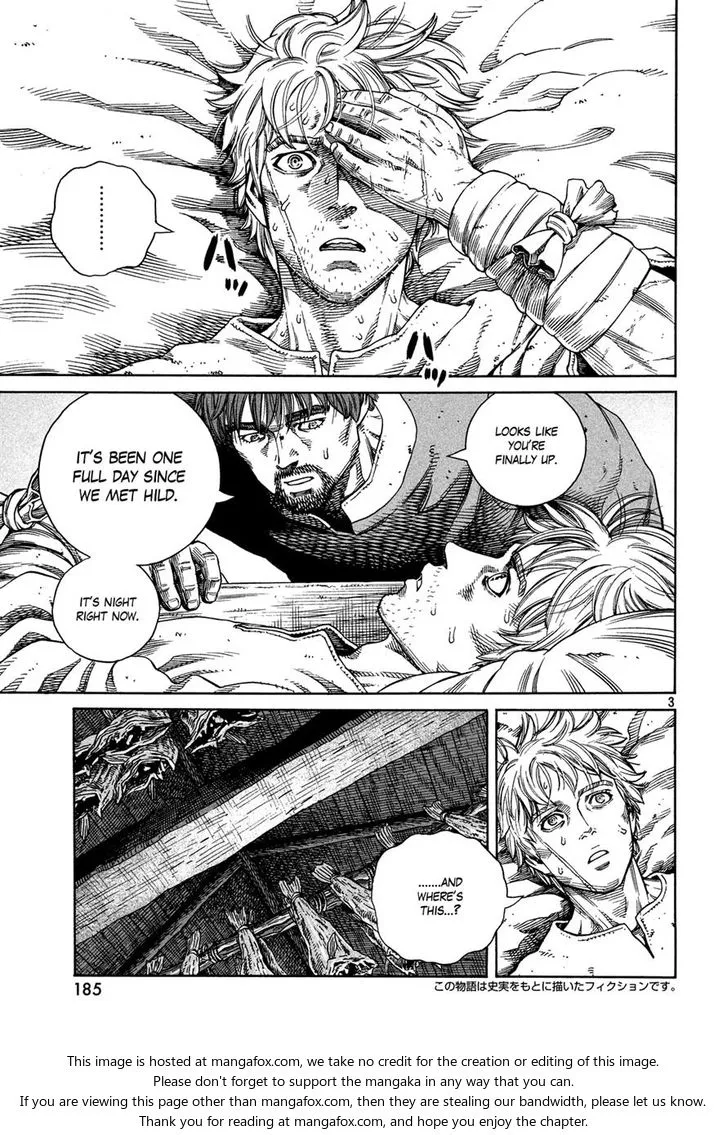 .........
LOOKS LIKE
YOU'RE
FINALLY UP.
IT'S BEEN ONE
FULL DAY SINCE
WE MET HILD.
IT'S NIGHT
RIGHT NOW.
3
.......AND
WHERE'S
THIS...?
185
この物語は史実をもとに描いたフィクションです。
This image is hosted at mangafox.com, we take no credit for the creation or editing of this image.
Please don't forget to support the mangaka in any way that you can.
If you are viewing this page other than mangafox.com, then they are stealing our bandwidth, please let us know.
Thank you for reading at mangafox.com, and hope you enjoy the chapter.